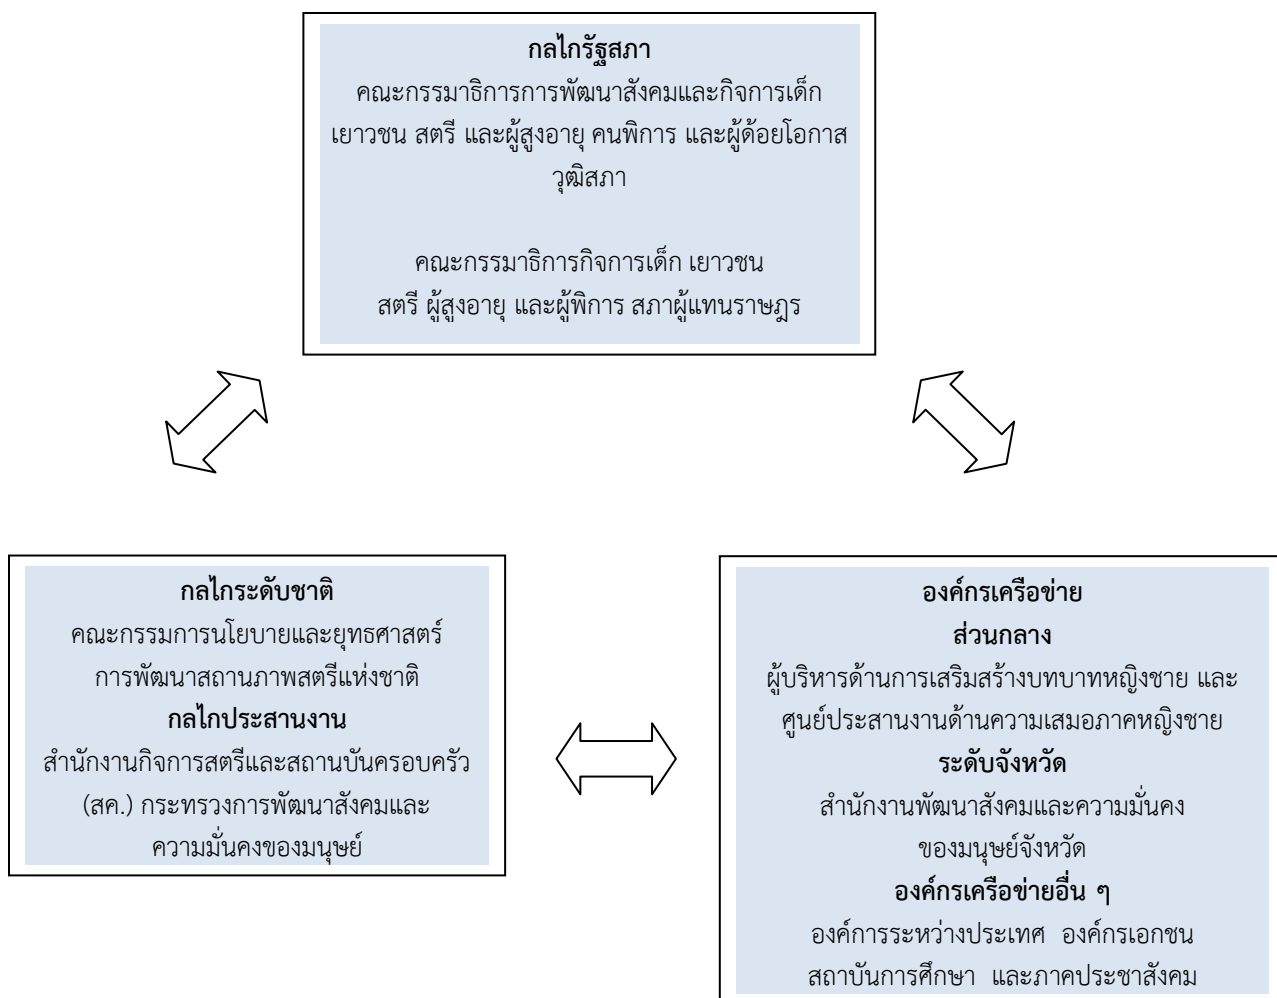 กลไกรัฐสภา
คณะกรรมาธิการการพัฒนาสังคมและกิจการเด็ก
เยาวชน สตรี และผู้สูงอายุ คนพิการ และผู้ด้อยโอกาส
วุฒิสภา
คณะกรรมาธิการกิจการเด็ก เยาวชน
สตรี ผู้สูงอายุ และผู้พิการ สภาผู้แทนราษฎร
กลไกระดับชาติ
คณะกรรมการนโยบายและยุทธศาสตร์
การพัฒนาสถานภาพสตรีแห่งชาติ
กลไกประสานงาน
สำนักงานกิจการสตรีและสถานบันครอบครัว
(สค.) กระทรวงการพัฒนาสังคมและ
ความมั่นคงของมนุษย์
องค์กรเครือข่าย
ส่วนกลาง
ผู้บริหารด้านการเสริมสร้างบทบาทหญิงชาย และ
ศูนย์ประสานงานด้านความเสมอภาคหญิงชาย
ระดับจังหวัด
สำนักงานพัฒนาสังคมและความมั่นคง
ของมนุษย์จังหวัด
องค์กรเครือข่ายอื่น ๆ
องค์การระหว่างประเทศ องค์กรเอกชน
สถาบันการศึกษา และภาคประชาสังคม